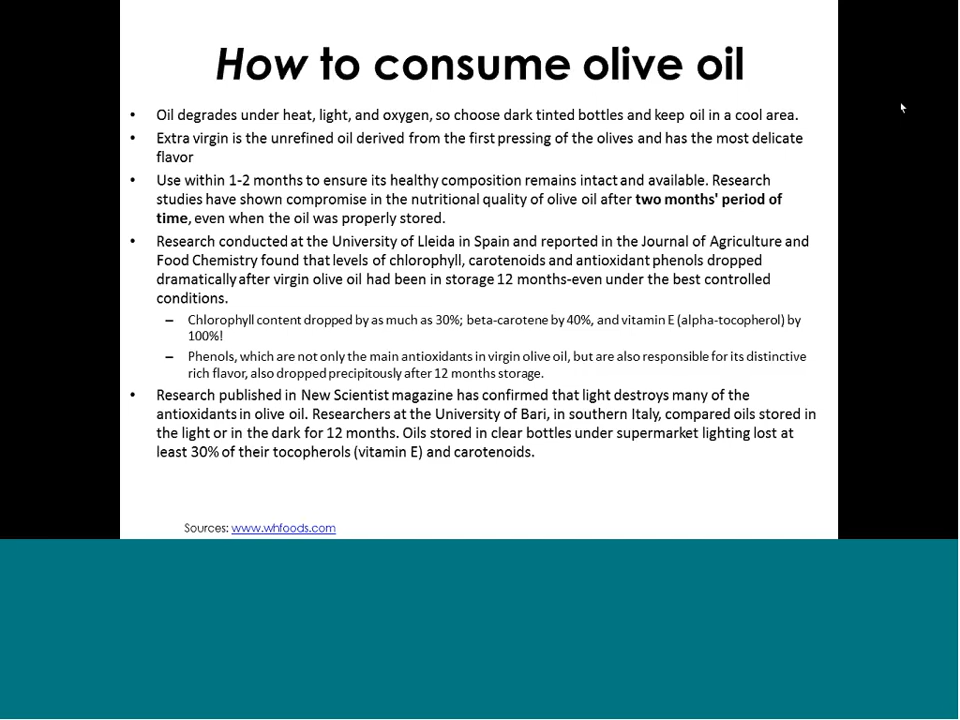 How to consume olive oil
• Oil degrades under heat, light, and oxygen, so choose dark tinted bottles and keep oil in a cool area.
• Extra virgin is the unrefined oil derived from the first pressing of the olives and has the most delicate
flavor
• Use within 1-2 months to ensure its healthy composition remains intact and available. Research
studies have shown compromise in the nutritional quality of olive oil after two months' period of
time, even when the oil was properly stored.
• Research conducted at the University of Lleida in Spain and reported in the Journal of Agriculture and
Food Chemistry found that levels of chlorophyll, carotenoids and antioxidant phenols dropped
dramatically after virgin olive oil had been in storage 12 months-even under the best controlled
conditions.
– Chlorophyll content dropped by as much as 30%; beta-carotene by 40%, and vitamin E (alpha-tocopherol) by
100%!
– Phenols, which are not only the main antioxidants in virgin olive oil, but are also responsible for its distinctive
rich flavor, also dropped precipitously after 12 months storage.
• Research published in New Scientist magazine has confirmed that light destroys many of the
antioxidants in olive oil. Researchers at the University of Bari, in southern Italy, compared oils stored in
the light or in the dark for 12 months. Oils stored in clear bottles under supermarket lighting lost at
least 30% of their tocopherols (vitamin E) and carotenoids.
Sources: www.whfoods.com